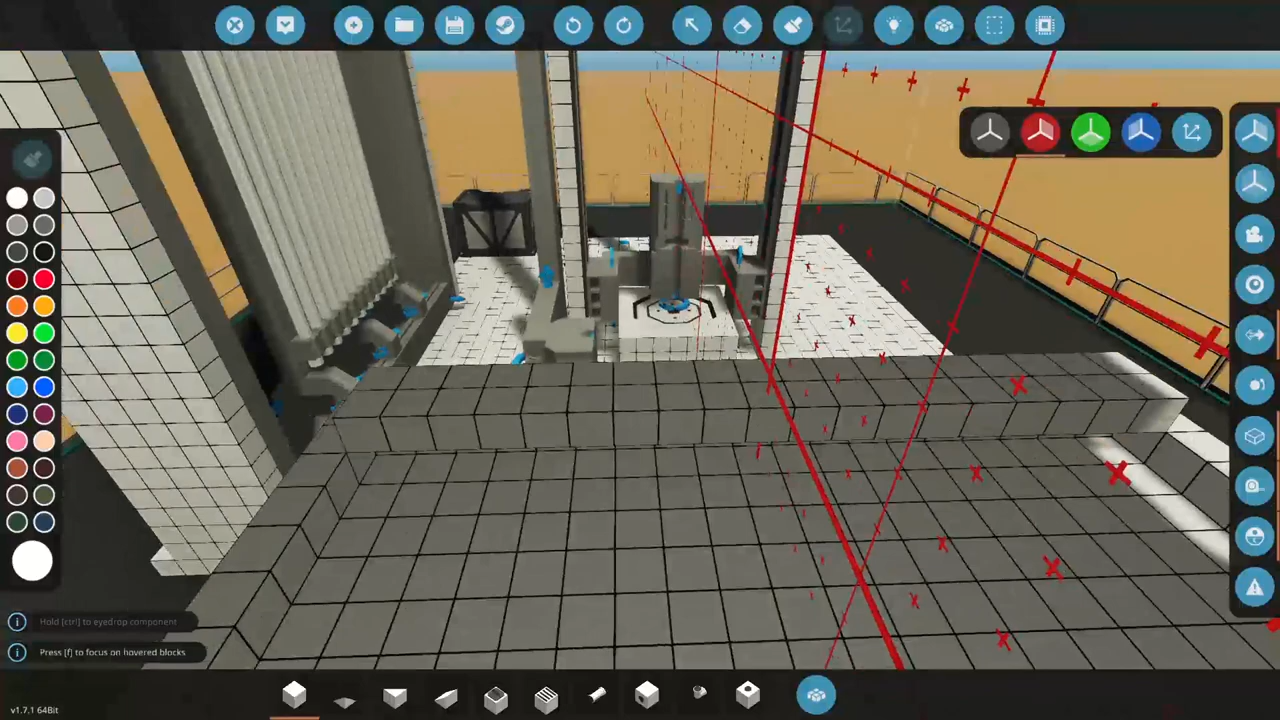 Hold [ctrl] to eyedrop component
Press [f] to focus on hovered blocks
v1.7.1 64Bit